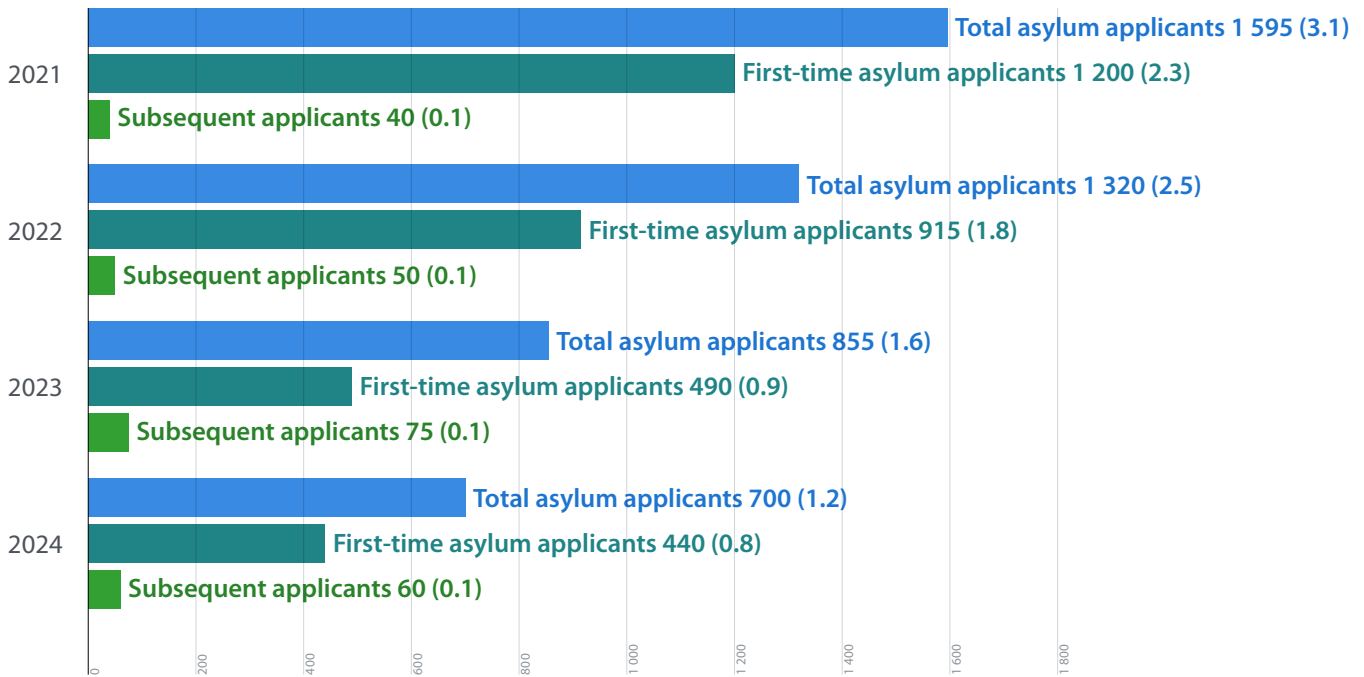 Total asylum applicants 1 595 (3.1)
2021
First-time asylum applicants 1 200 (2.3)
Subsequent applicants 40 (0.1)
Total asylum applicants 1 320 (2.5)
2022
First-time asylum applicants 915 (1.8)
Subsequent applicants 50 (0.1)
Total asylum applicants 855 (1.6)
2023
First-time asylum applicants 490 (0.9)
Subsequent applicants 75 (0.1)
Total asylum applicants 700 (1.2)
2024
First-time asylum applicants 440 (0.8)
Subsequent applicants 60 (0.1)
0
200
400
600
800
1 000
1 200
1 400
1 600
1 800